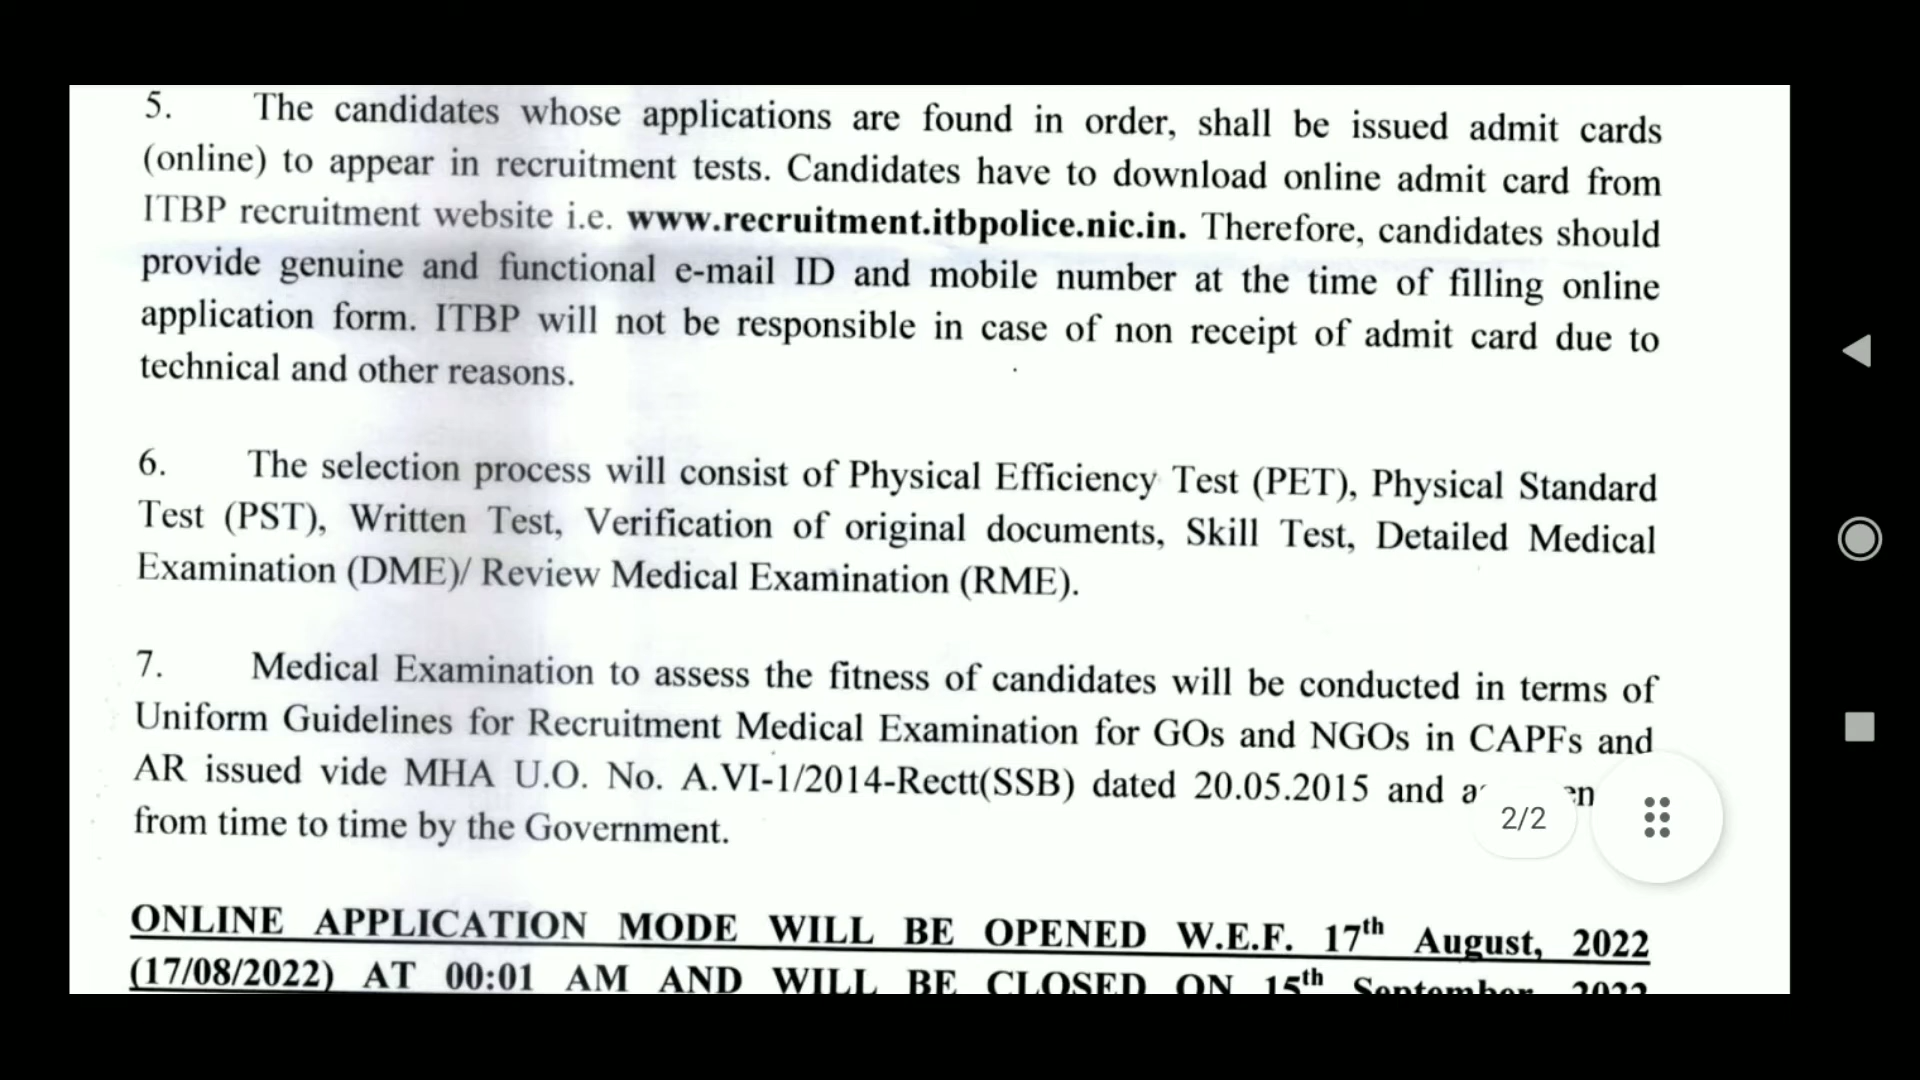 5. The candidates whose applications are found in order, shall be issued admit cards
(online) to appear in recruitment tests. Candidates have to download online admit card from
ITBP recruitment website i.e. www.recruitment.itbpolice.nic.in. Therefore, candidates should
provide genuine and functional e-mail ID and mobile number at the time of filling online
application form. ITBP will not be responsible in case of non receipt of admit card due to
technical and other reasons.
6. The selection process will consist of Physical Efficiency Test (PET), Physical Standard
Test (PST), Written Test, Verification of original documents, Skill Test, Detailed Medical
Examination (DME)/ Review Medical Examination (RME).
7. Medical Examination to assess the fitness of candidates will be conducted in terms of
Uniform Guidelines for Recruitment Medical Examination for GOs and NGOs in CAPFs and
AR issued vide MHA U.O. No. A.VI-1/2014-Rectt(SSB) dated 20.05.2015 and
2/2
from time to time by the Government.
ONLINE APPLICATION MODE WILL BE OPENED W.E.F. 17th August, 2022
(17/08/2022) AT 00:01 AM AND WILL BE CLOSED ON 15th September, 2022